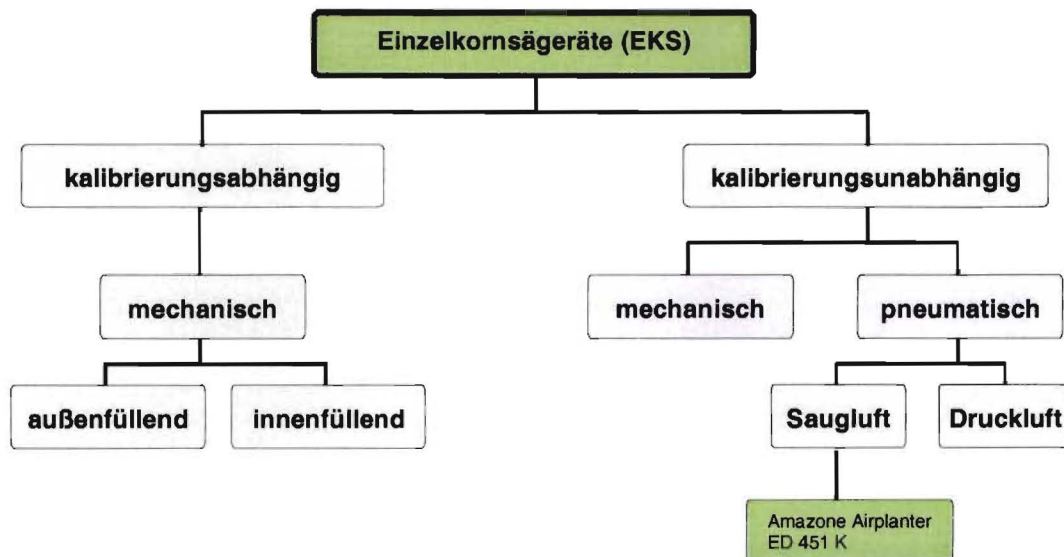 Einzelkornsägeräte (EKS)
kalibrierungsabhängig
kalibrierungsunabhängig
mechanisch
mechanisch
pneumatisch
außenfüllend
innenfüllend
Saugluft
Druckluft
Amazone Airplanter
ED 451 K